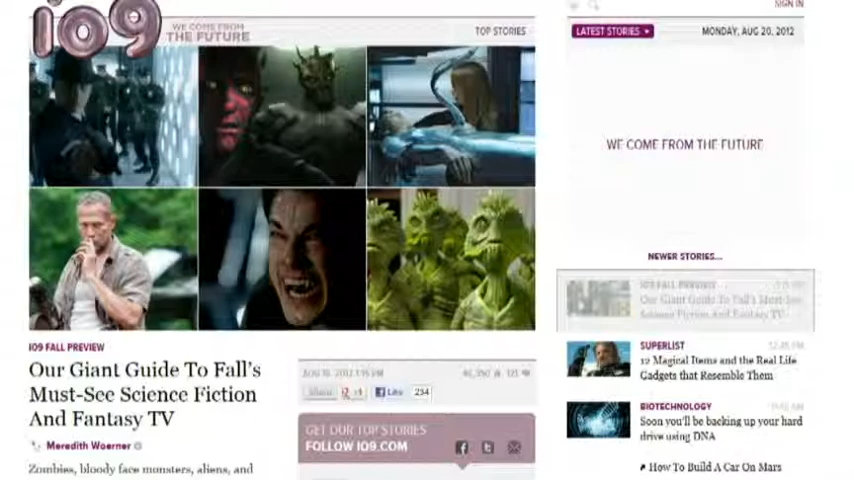 io9
WE COME FROM
THE FUTURE
TOP STORIES
SIGN IN
LATEST STORIES
MONDAY, AUG 20, 2012
WE COME FROM THE FUTURE
NEWER STORIES...
IO9 FALL PREVIEW
Our Giant Guide To Fall's Must-See
Science Fiction And Fantasy TV
SUPERLIST
12 Magical Items and the Real Life
Gadgets that Resemble Them
BIOTECHNOLOGY
Soon you'll be backing up your hard
drive using DNA
How To Build A Car On Mars
IO9 FALL PREVIEW
Our Giant Guide To Fall's
Must-See Science Fiction
And Fantasy TV
Meredith Woerner
Zombies, bloody face monsters, aliens, and
Share
+1
Like
234
GET OUR TOP STORIES
FOLLOW IO9.COM